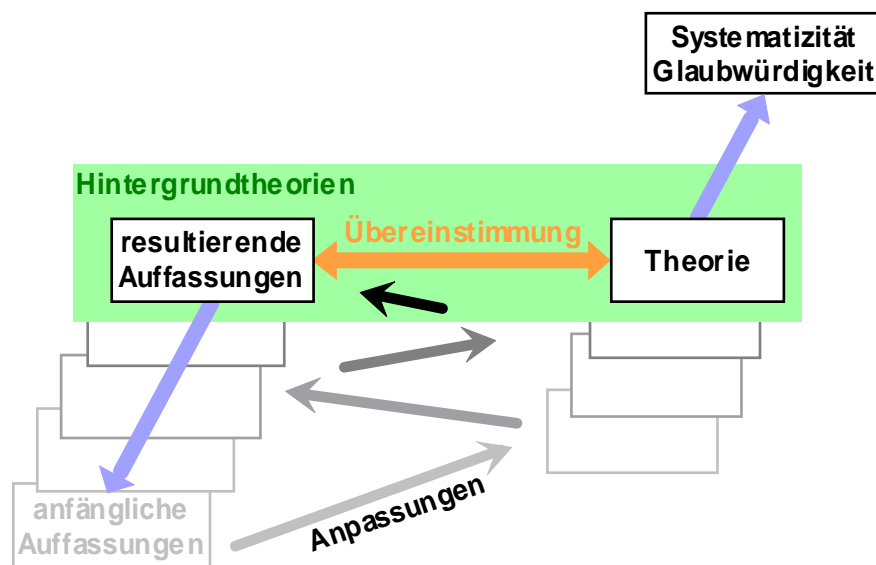 Systematizität
Glaubwürdigkeit
Hintergrundtheorien
resultierende
Auffassungen
Übereinstimmung
Theorie
anfängliche
Auffassungen
Anpassungen